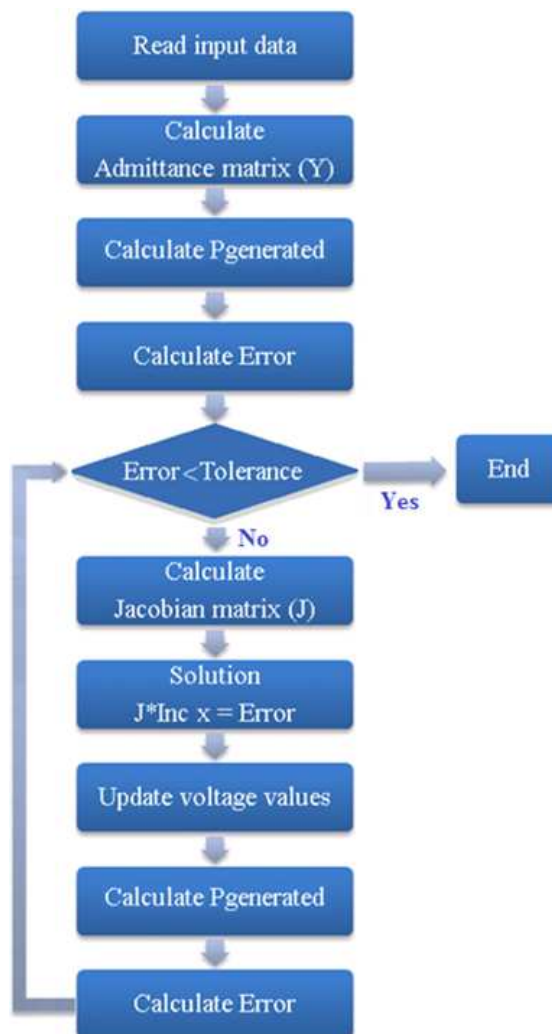 Read input data
Calculate
Admittance matrix (Y)
Calculate Pgenerated
Calculate Error
Error<Tolerance
Yes
End
No
Calculate
Jacobian matrix (J)
Solution
J*Inc x = Error
Update voltage values
Calculate Pgenerated
Calculate Error